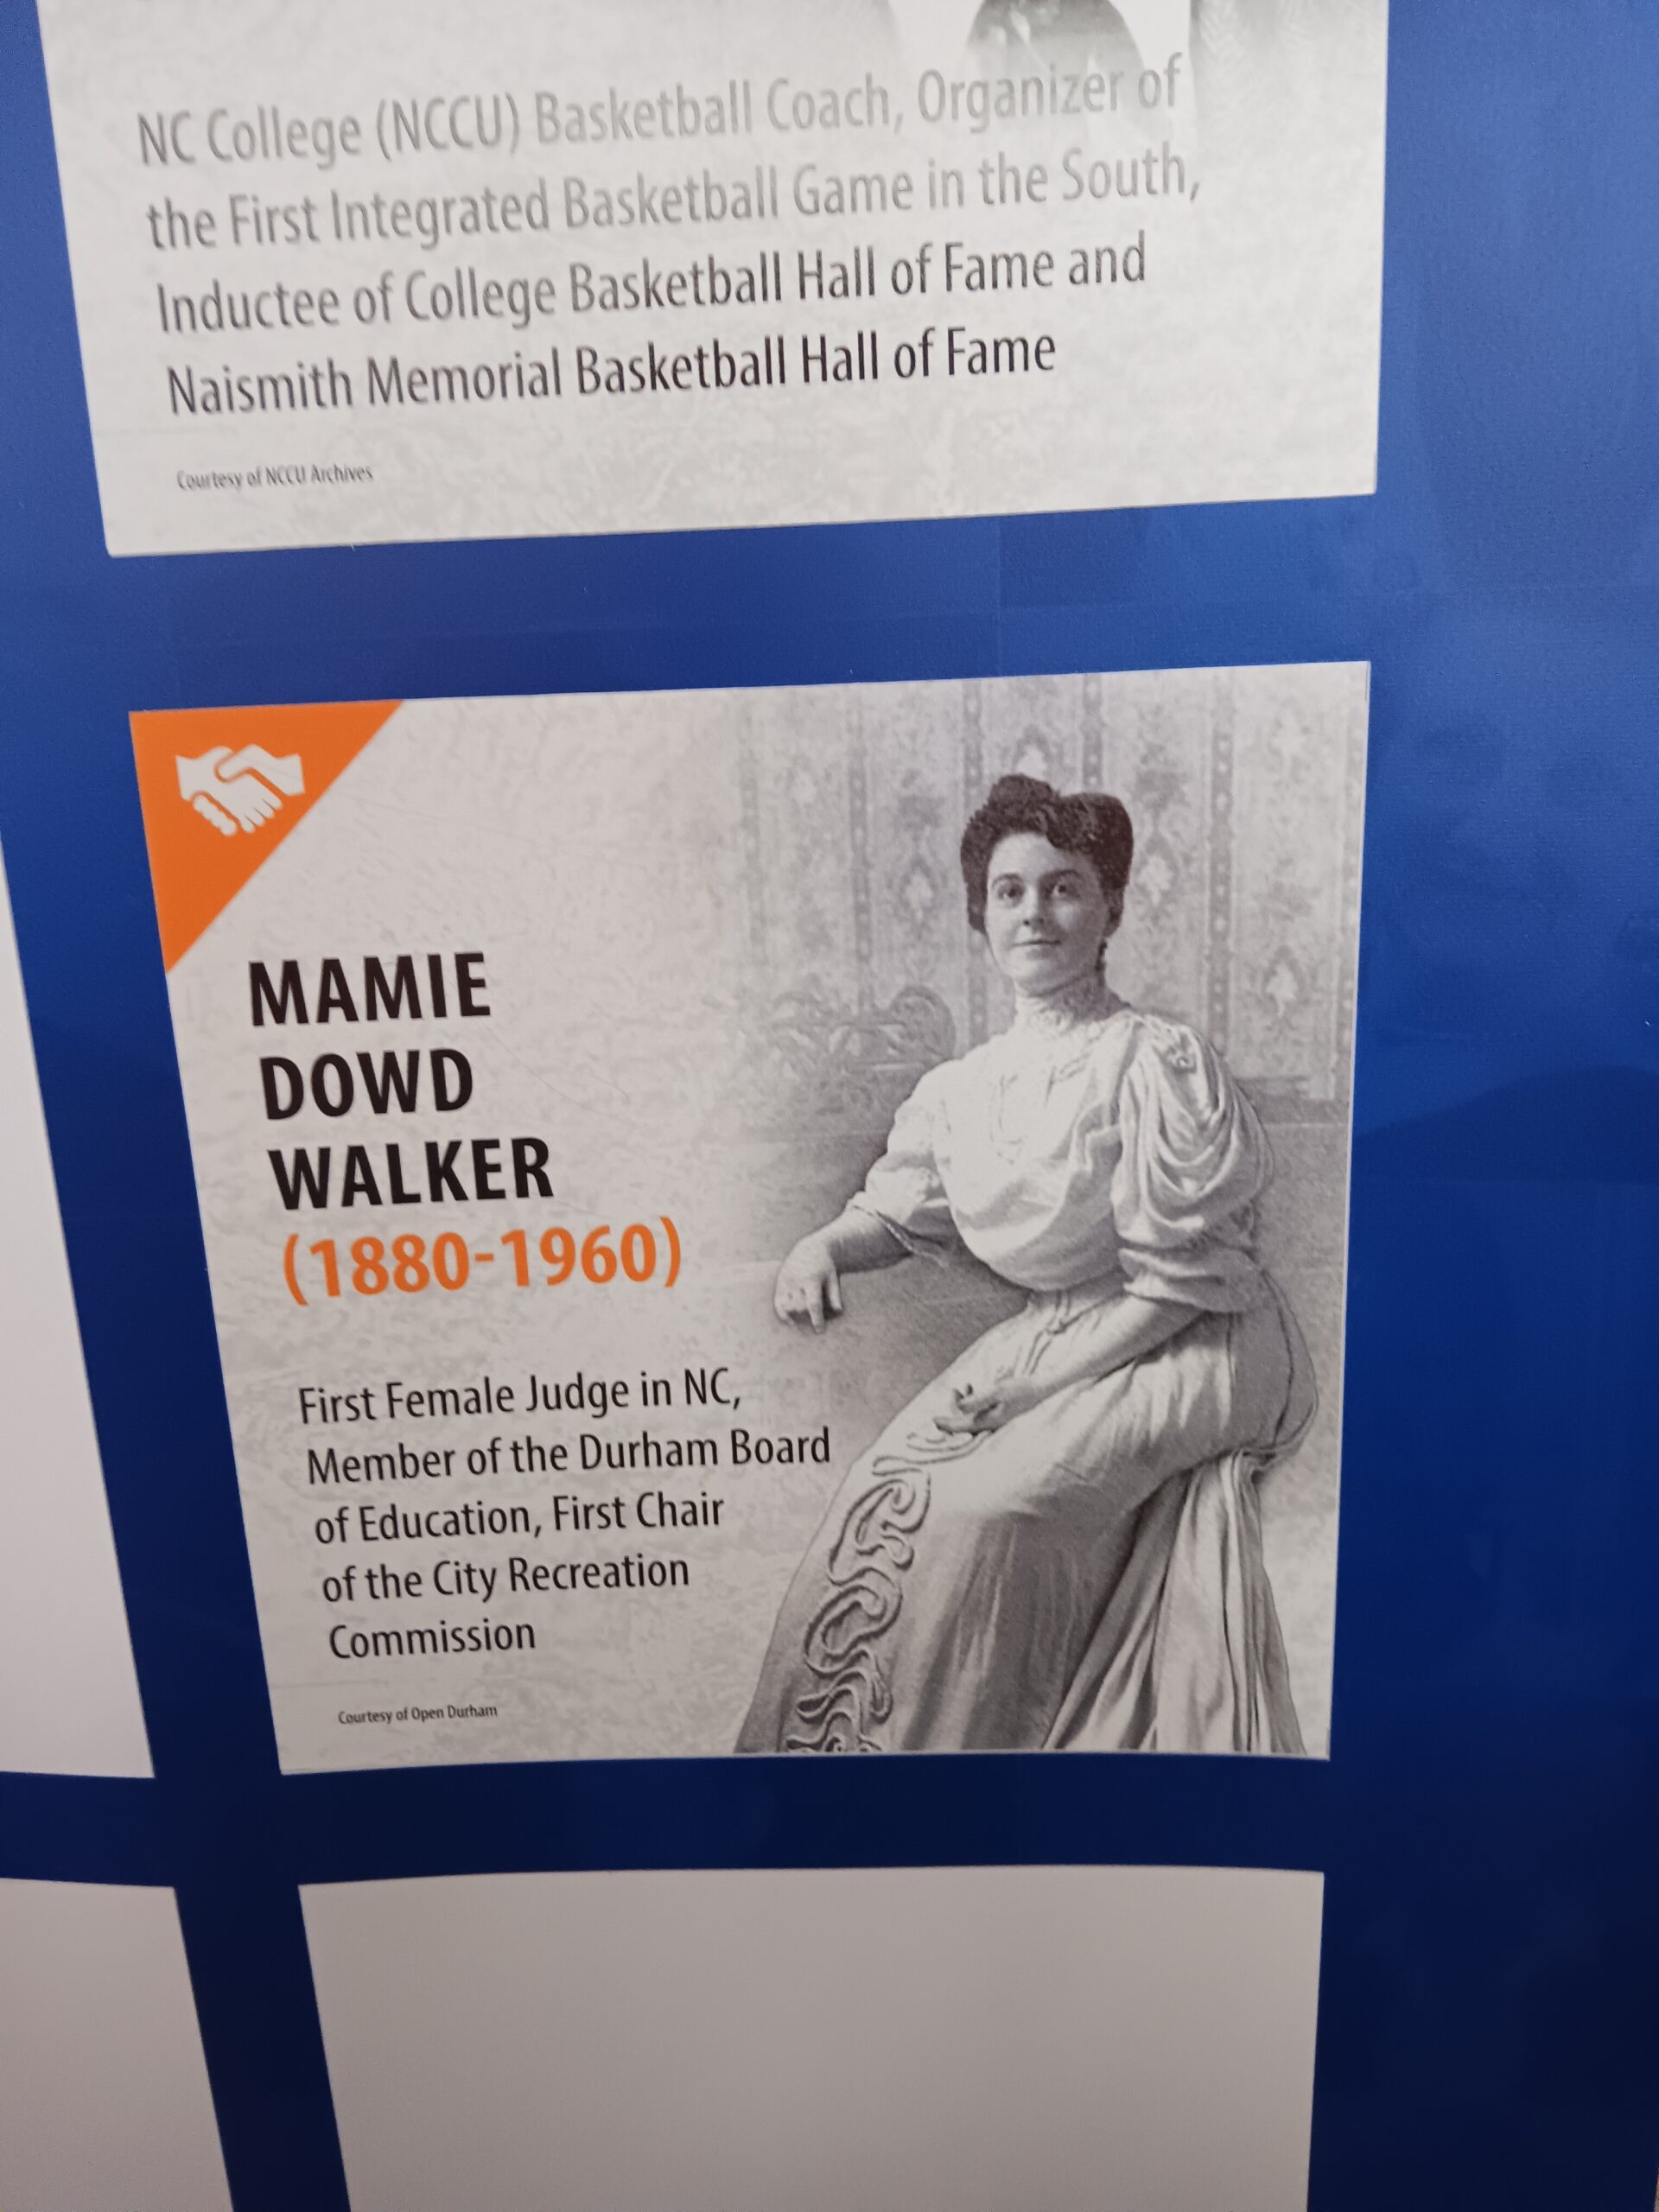 NC College (NCCU) Basketball Coach, Organizer of
the First Integrated Basketball Game in the South,
Inductee of College Basketball Hall of Fame and
Naismith Memorial Basketball Hall of Fame
Courtesy of NCCU Archives
MAMIE
DOWD
WALKER
(1880-1960)
First Female Judge in NC,
Member of the Durham Board
of Education, First Chair
of the City Recreation
Commission
Courtesy of Open Durham